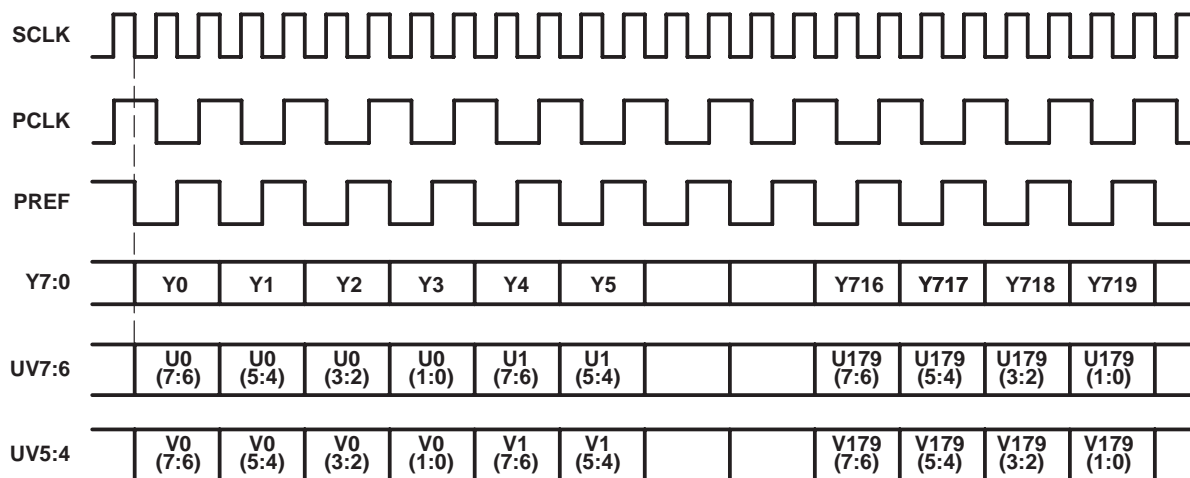 SCLK
PCLK
PREF
Y7:0 Y0 Y1 Y2 Y3 Y4 Y5 Y716 Y717 Y718 Y719
UV7:6 U0 U0 U0 U0 U1 U1 U179 U179 U179 U179
(7:6) (5:4) (3:2) (1:0) (7:6) (5:4) (7:6) (5:4) (3:2) (1:0)
UV5:4 V0 V0 V0 V0 V1 V1 V179 V179 V179 V179
(7:6) (5:4) (3:2) (1:0) (7:6) (5:4) (7:6) (5:4) (3:2) (1:0)